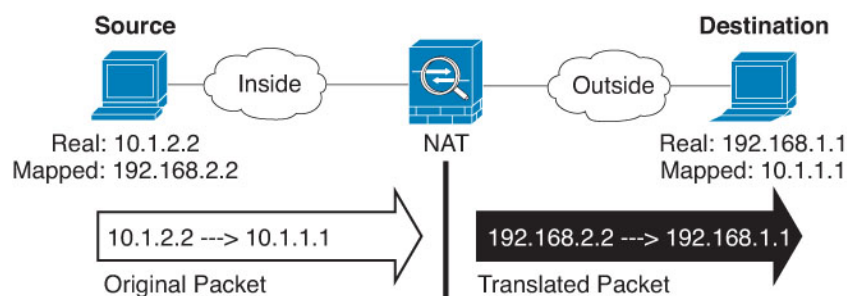 Source
Destination
Inside
Outside
NAT
Real: 10.1.2.2
Mapped: 192.168.2.2
Real: 192.168.1.1
Mapped: 10.1.1.1
10.1.2.2 ---> 10.1.1.1
192.168.2.2 ---> 192.168.1.1
Original Packet
Translated Packet